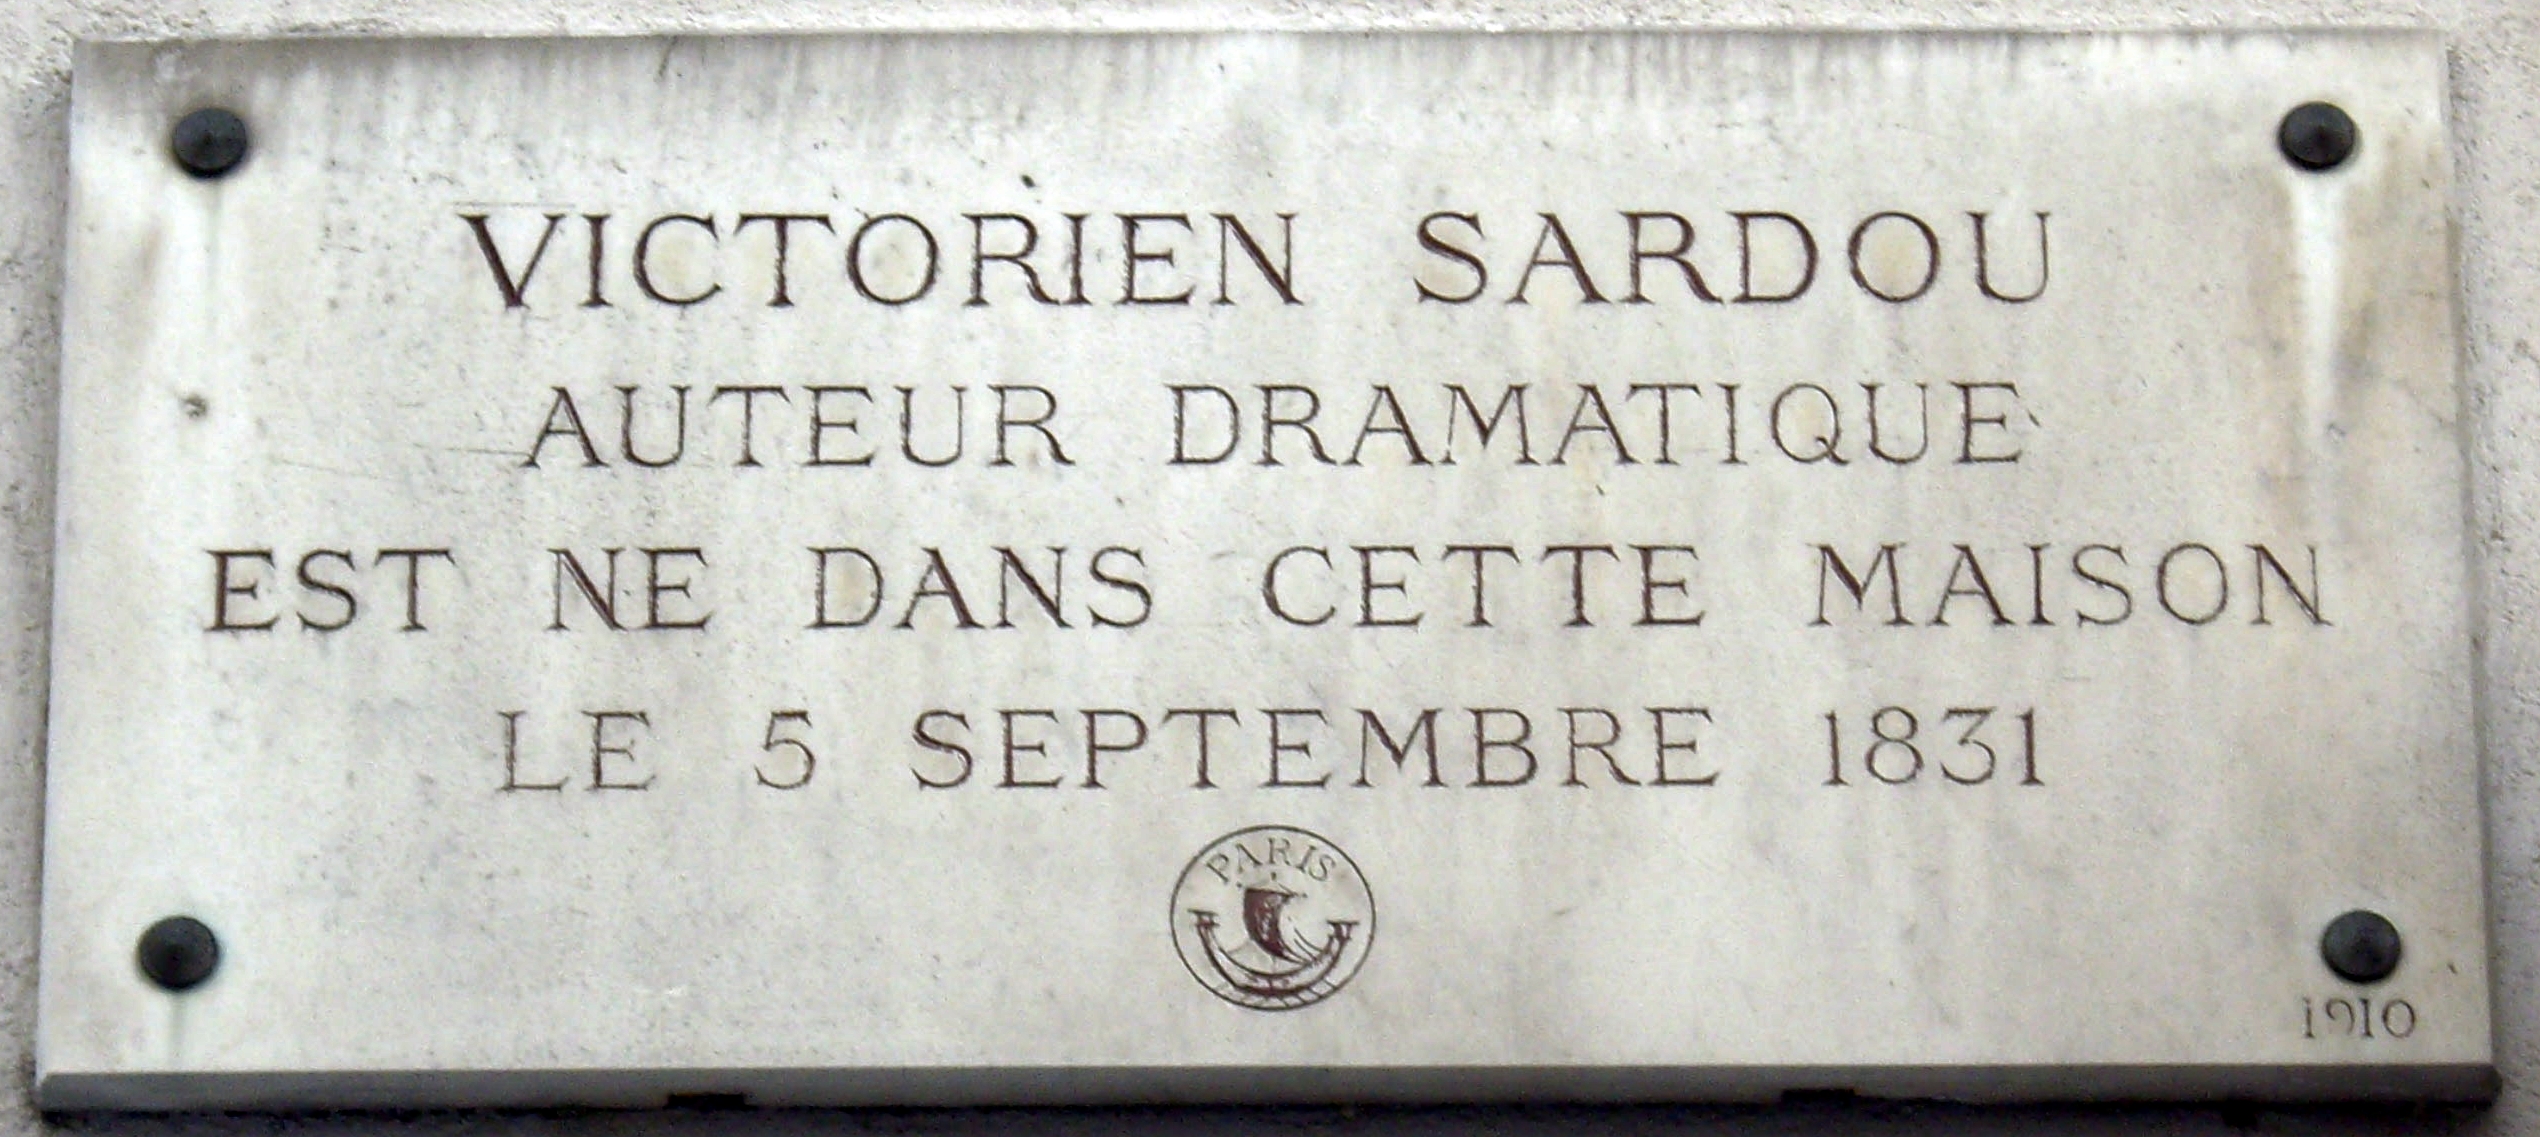 VICTORIEN SARDOU
AUTEUR DRAMATIQUE
EST NE DANS CETTE MAISON
LE 5 SEPTEMBRE 1831
PARIS
1910